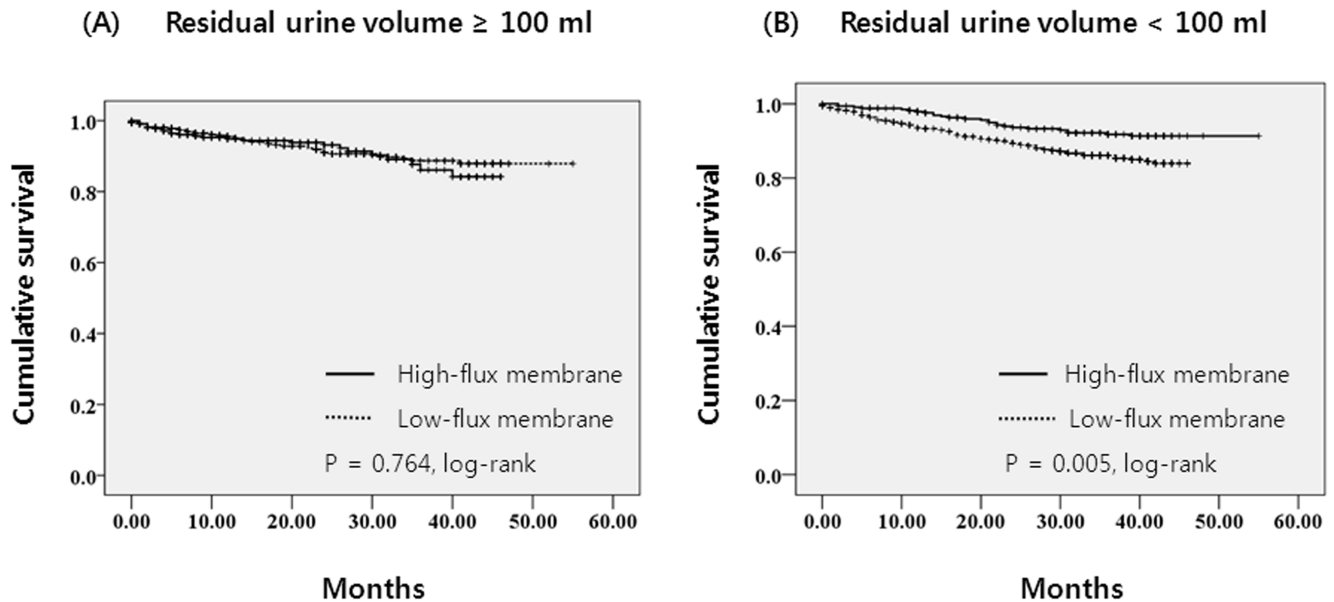 (A) Residual urine volume ≥ 100 ml
Cumulative survival
1.0
0.8
0.6
0.4
0.2
0.0
High-flux membrane
Low-flux membrane
P = 0.764, log-rank
0.00 10.00 20.00 30.00 40.00 50.00 60.00
Months
(B) Residual urine volume < 100 ml
Cumulative survival
1.0
0.8
0.6
0.4
0.2
0.0
High-flux membrane
Low-flux membrane
P = 0.005, log-rank
0.00 10.00 20.00 30.00 40.00 50.00 60.00
Months